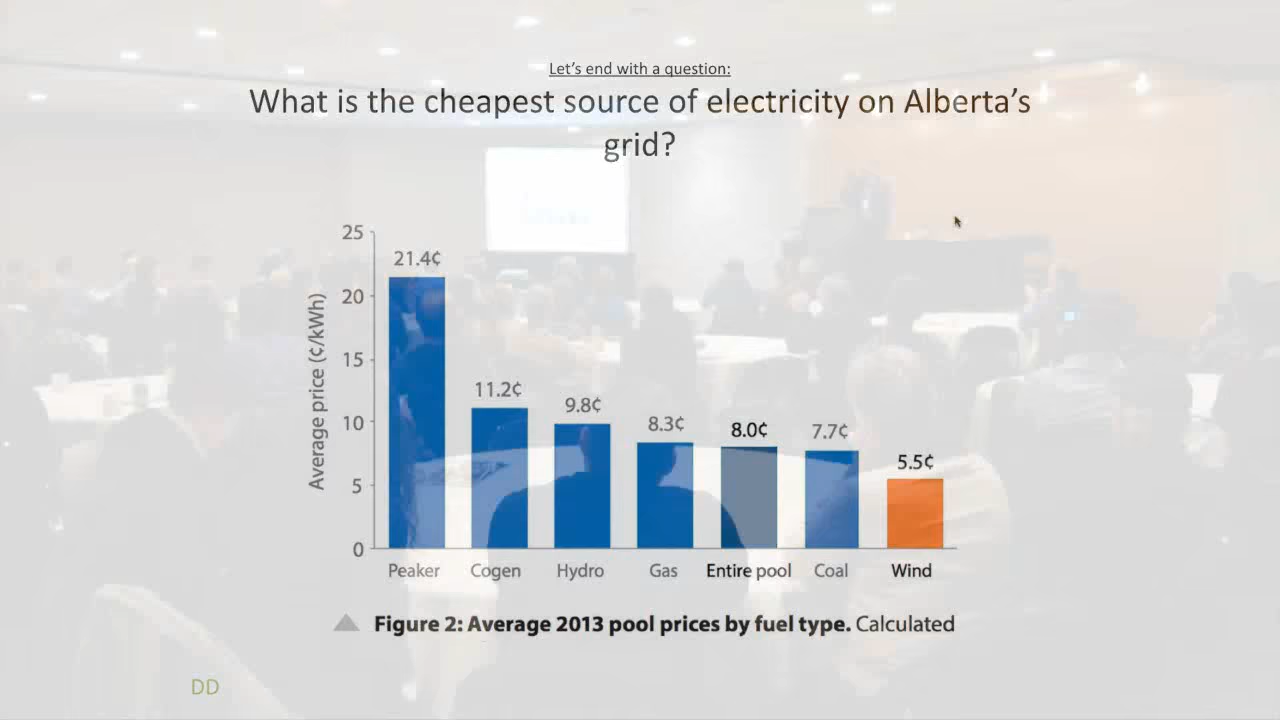 Let's end with a question:
What is the cheapest source of electricity on Alberta's
grid?
Average price (¢/kWh)
25
20
15
10
5
0
21.4¢
11.2¢
9.8¢
8.3¢
8.0¢
7.7¢
5.5¢
Peaker
Cogen
Hydro
Gas
Entire pool
Coal
Wind
Figure 2: Average 2013 pool prices by fuel type. Calculated
DD